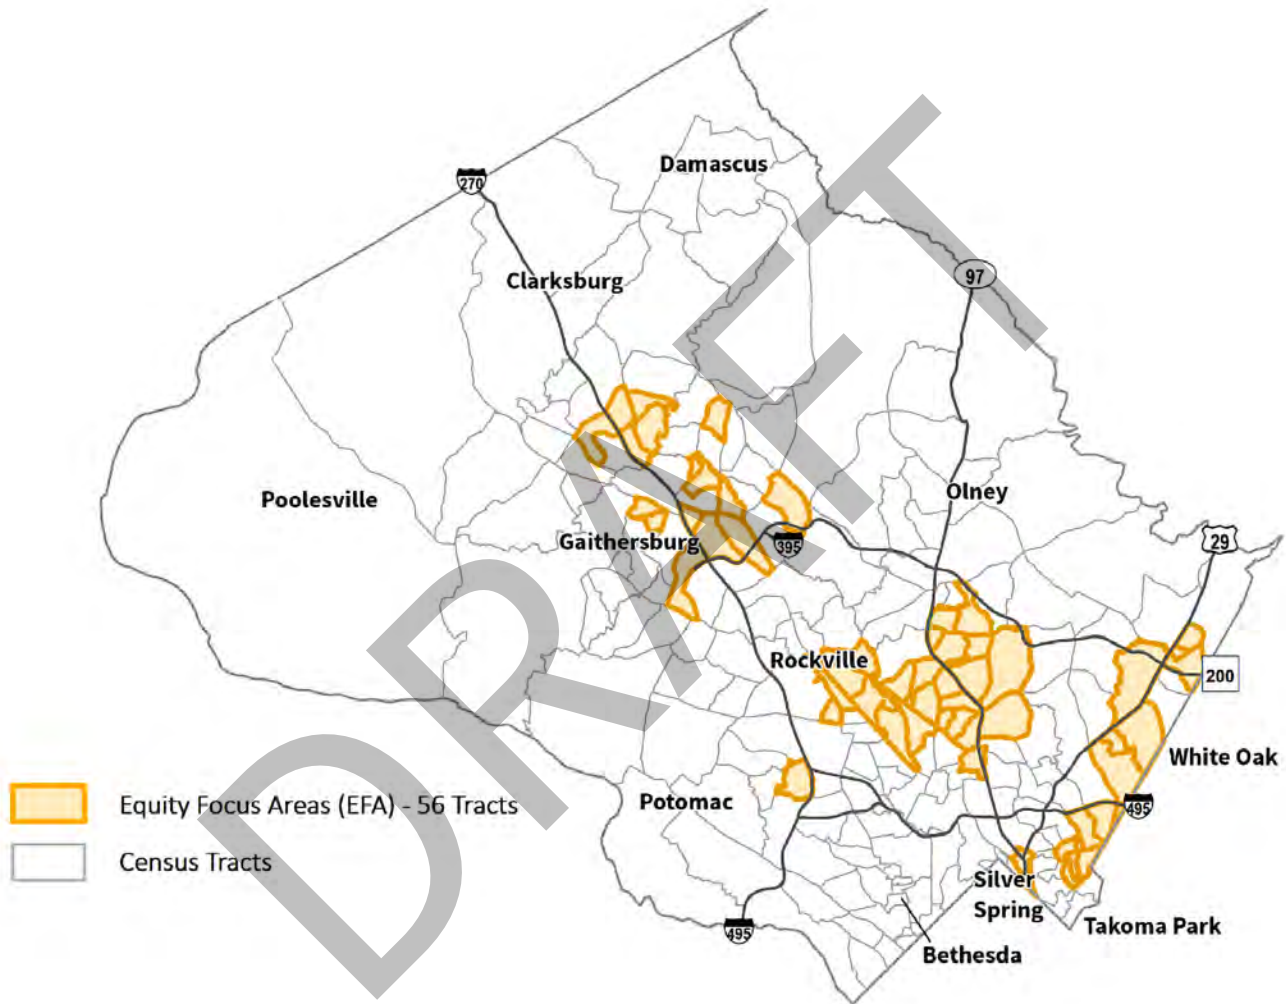 Damascus
270
97
Clarksburg
Poolesville
Olney
29
Gaithersburg
395
Rockville
200
White Oak
Equity Focus Areas (EFA) - 56 Tracts
Potomac
495
Census Tracts
Silver
Spring
Takoma Park
495
Bethesda
DRAFT